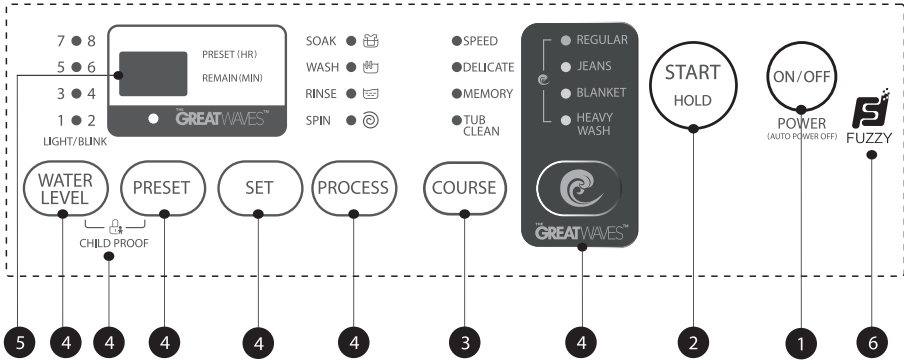 7 8
5 6
3 4
1 2
LIGHT/BLINK
PRESET (HR)
REMAIN (MIN)
THE
GREATWAVES™
SOAK
WASH
RINSE
SPIN
SPEED
DELICATE
MEMORY
TUB
CLEAN
REGULAR
JEANS
BLANKET
HEAVY
WASH
THE
GREATWAVES™
START
HOLD
ON/OFF
POWER
(AUTO POWER OFF)
FUZZY
WATER
LEVEL
PRESET
SET
PROCESS
COURSE
CHILD PROOF
5 4 4 4 4 4 3 4 2 1 6